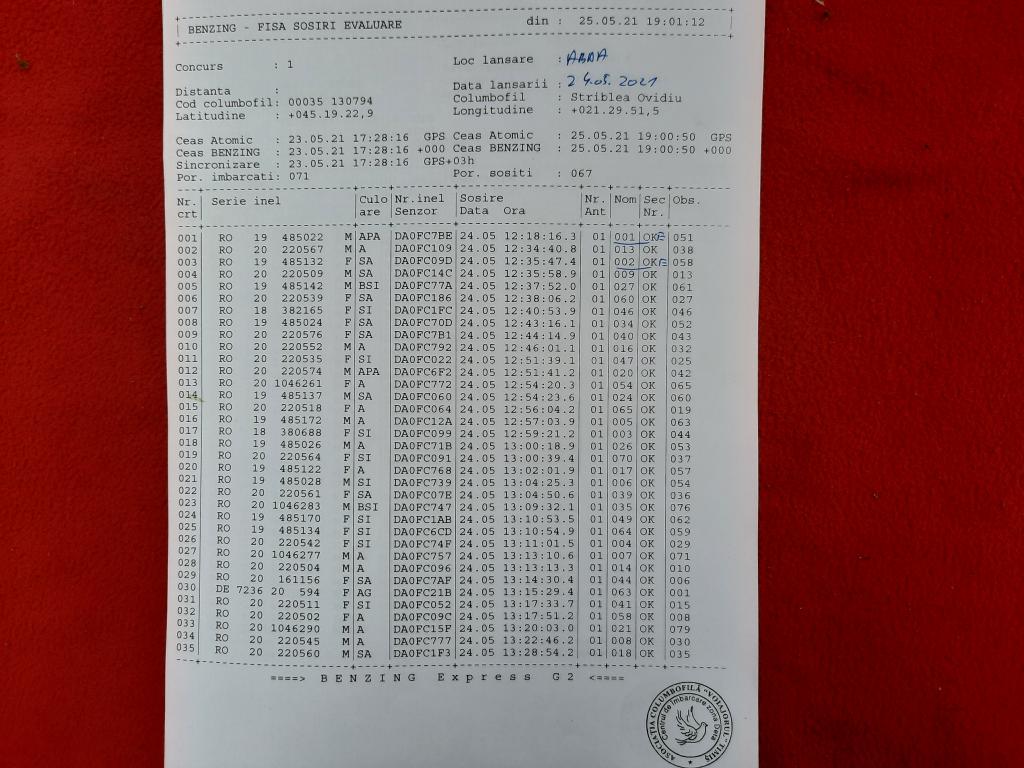 BENZING - FISA SOSIRI EVALUARE din : 25.05.21 19:01:12
Concurs : 1 Loc lansare : ABDA
Distanta : Data lansarii : 24.05.2021
Cod columbofil: 00035 130794 Columbofil : Striblea Ovidiu
Latitudine : +045.19.22,9 Longitudine : +021.29.51,5
Ceas Atomic : 23.05.21 17:28:16 GPS Ceas Atomic : 25.05.21 19:00:50 GPS
Ceas BENZING : 23.05.21 17:28:16 +000 Ceas BENZING : 25.05.21 19:00:50 +000
Sincronizare : 23.05.21 17:28:16 GPS+03h
Por. imbarcati: 071 Por. sositi : 067
Nr. Serie inel Culo Nr.inel Sosire Nr. Nom Sec Obs.
crt are Senzor Data Ora Ant Nr.
001 RO 19 485022 M APA DA0FC7BE 24.05 12:18:16.3 01 001 OKE 051
002 RO 20 220567 M A DA0FC109 24.05 12:34:40.8 01 013 OK 038
003 RO 19 485132 F SA DA0FC09D 24.05 12:35:47.4 01 002 OKE 058
004 RO 20 220509 M SA DA0FC14C 24.05 12:35:58.9 01 009 OK 013
005 RO 19 485142 M BSI DA0FC77A 24.05 12:37:52.0 01 027 OK 061
006 RO 20 220539 F SA DA0FC186 24.05 12:38:06.2 01 060 OK 027
007 RO 18 382165 F SI DA0FC1FC 24.05 12:40:53.9 01 046 OK 046
008 RO 19 485024 F SA DA0FC70D 24.05 12:43:16.1 01 034 OK 052
009 RO 20 220576 F SA DA0FC7B1 24.05 12:44:14.9 01 040 OK 043
010 RO 20 220552 M A DA0FC792 24.05 12:46:01.1 01 016 OK 032
011 RO 20 220535 F SI DA0FC022 24.05 12:51:39.1 01 047 OK 025
012 RO 20 220574 M APA DA0FC6F2 24.05 12:51:41.2 01 020 OK 042
013 RO 20 1046261 F A DA0FC772 24.05 12:54:20.3 01 054 OK 065
014 RO 19 485137 M SA DA0FC060 24.05 12:54:23.6 01 024 OK 060
015 RO 20 220518 F A DA0FC064 24.05 12:56:04.2 01 065 OK 019
016 RO 19 485172 M A DA0FC12A 24.05 12:57:03.9 01 005 OK 063
017 RO 18 380688 F SI DA0FC099 24.05 12:59:21.2 01 003 OK 044
018 RO 19 485026 M A DA0FC71B 24.05 13:00:18.9 01 026 OK 053
019 RO 20 220564 F SI DA0FC091 24.05 13:00:39.4 01 070 OK 037
020 RO 19 485122 F A DA0FC768 24.05 13:02:01.9 01 017 OK 057
021 RO 19 485028 M SI DA0FC739 24.05 13:04:25.3 01 006 OK 054
022 RO 20 220561 F SA DA0FC07E 24.05 13:04:50.6 01 039 OK 036
023 RO 20 1046283 M BSI DA0FC747 24.05 13:09:32.1 01 035 OK 076
024 RO 19 485170 F SI DA0FC1AB 24.05 13:10:53.5 01 049 OK 062
025 RO 19 485134 F SI DA0FC6CD 24.05 13:10:54.9 01 064 OK 059
026 RO 20 220542 F SI DA0FC74F 24.05 13:11:01.5 01 004 OK 029
027 RO 20 1046277 M A DA0FC757 24.05 13:13:10.6 01 007 OK 071
028 RO 20 220504 M A DA0FC096 24.05 13:13:13.3 01 014 OK 010
029 RO 20 161156 F SA DA0FC7AF 24.05 13:14:30.4 01 044 OK 006
030 DE 7236 20 594 F AG DA0FC21B 24.05 13:15:29.4 01 063 OK 001
031 RO 20 220511 F SI DA0FC052 24.05 13:17:33.7 01 041 OK 015
032 RO 20 220502 F A DA0FC09C 24.05 13:17:51.2 01 058 OK 008
033 RO 20 1046290 M A DA0FC15F 24.05 13:20:03.0 01 021 OK 079
034 RO 20 220545 M A DA0FC777 24.05 13:22:46.2 01 008 OK 030
035 RO 20 220560 M SA DA0FC1F3 24.05 13:28:54.2 01 018 OK 035
====> BENZING Express G2 <====
ASOCIAȚIA COLUMBOFILĂ "VOIAJORUL" TIMIȘ
Centrul de Imbarcare Zona Deta